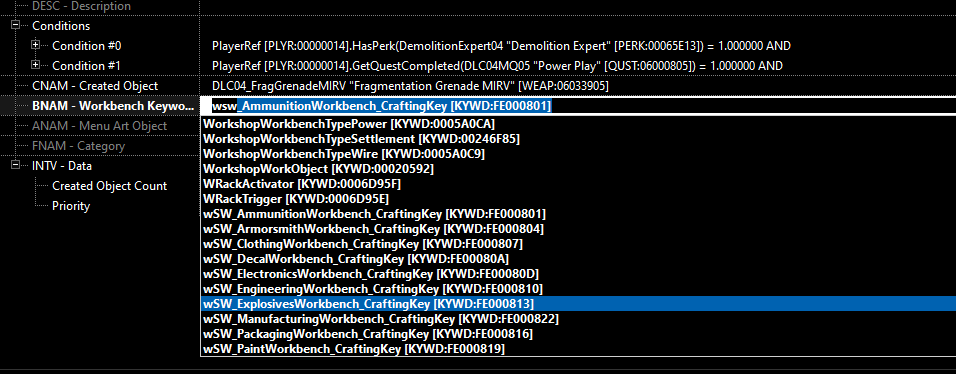 DESC - Description
Conditions
Condition #0 PlayerRef [PLYR:00000014].HasPerk(DemolitionExpert04 "Demolition Expert" [PERK:00065E13]) = 1.000000 AND
Condition #1 PlayerRef [PLYR:00000014].GetQuestCompleted(DLC04MQ05 "Power Play" [QUST:06000805]) = 1.000000 AND
CNAM - Created Object DLC04_FragGrenadeMIRV "Fragmentation Grenade MIRV" [WEAP:06033905]
BNAM - Workbench Keywo... wsw_AmmunitionWorkbench_CraftingKey [KYWD:FE000801]
ANAM - Menu Art Object
FNAM - Category
INTV - Data
Created Object Count
Priority
WorkshopWorkbenchTypePower [KYWD:0005A0CA]
WorkshopWorkbenchTypeSettlement [KYWD:00246F85]
WorkshopWorkbenchTypeWire [KYWD:0005A0C9]
WorkshopWorkObject [KYWD:00020592]
WRackActivator [KYWD:0006D95F]
WRackTrigger [KYWD:0006D95E]
wSW_AmmunitionWorkbench_CraftingKey [KYWD:FE000801]
wSW_ArmorsmithWorkbench_CraftingKey [KYWD:FE000804]
wSW_ClothingWorkbench_CraftingKey [KYWD:FE000807]
wSW_DecalWorkbench_CraftingKey [KYWD:FE00080A]
wSW_ElectronicsWorkbench_CraftingKey [KYWD:FE00080D]
wSW_EngineeringWorkbench_CraftingKey [KYWD:FE000810]
wSW_ExplosivesWorkbench_CraftingKey [KYWD:FE000813]
wSW_ManufacturingWorkbench_CraftingKey [KYWD:FE000822]
wSW_PackagingWorkbench_CraftingKey [KYWD:FE000816]
wSW_PaintWorkbench_CraftingKey [KYWD:FE000819]